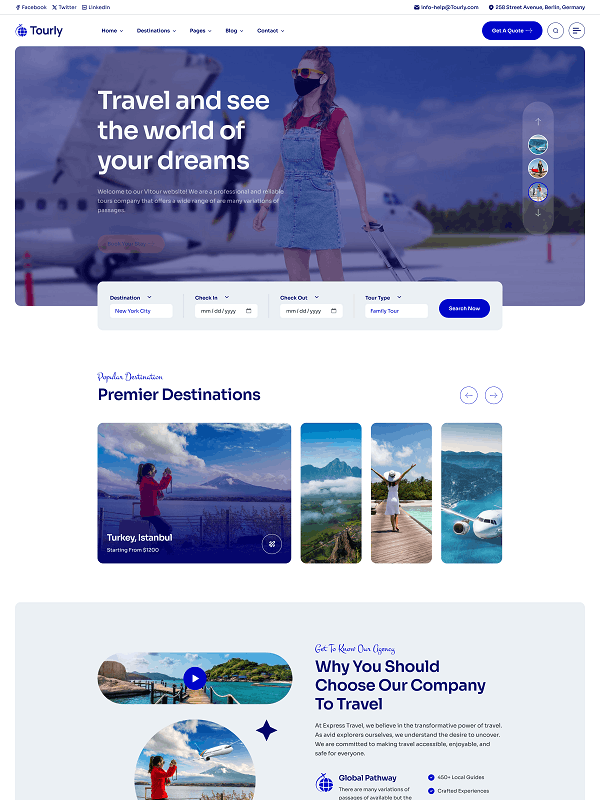 Facebook Twitter Linkedin
info-help@Tourly.com 258 Street Avenue, Berlin, Germany
Tourly
Home Destinations Pages Blog Contact
Get A Quote
Travel and see
the world of
your dreams
Welcome to our Vitour website! We are a professional and reliable
tours company that offers a wide range of are many variations of
passages.
Destination Check In Check Out Tour Type
New York City mm/dd/yyyy mm/dd/yyyy Family Tour
Search Now
Popular Destination
Premier Destinations
Turkey, Istanbul
Starting From $1200
Get To Know Our Agency
Why You Should
Choose Our Company
To Travel
At Express Travel, we believe in the transformative power of travel.
As avid explorers ourselves, we understand the desire to uncover.
We are committed to making travel accessible, enjoyable, and
safe for everyone.
Global Pathway
There are many variations of
passages of available but the
450+ Local Guides
Crafted Experiences